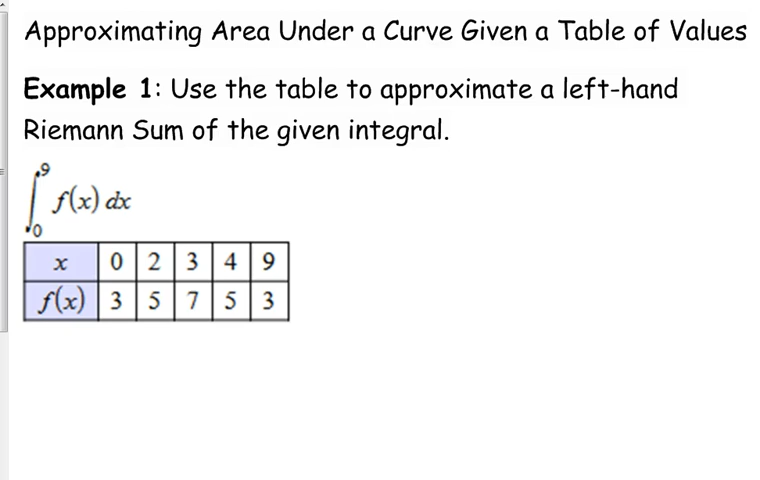 Approximating Area Under a Curve Given a Table of Values
Example 1: Use the table to approximate a left-hand
Riemann Sum of the given integral.
∫₀⁹ f(x) dx
x 0 2 3 4 9
f(x) 3 5 7 5 3